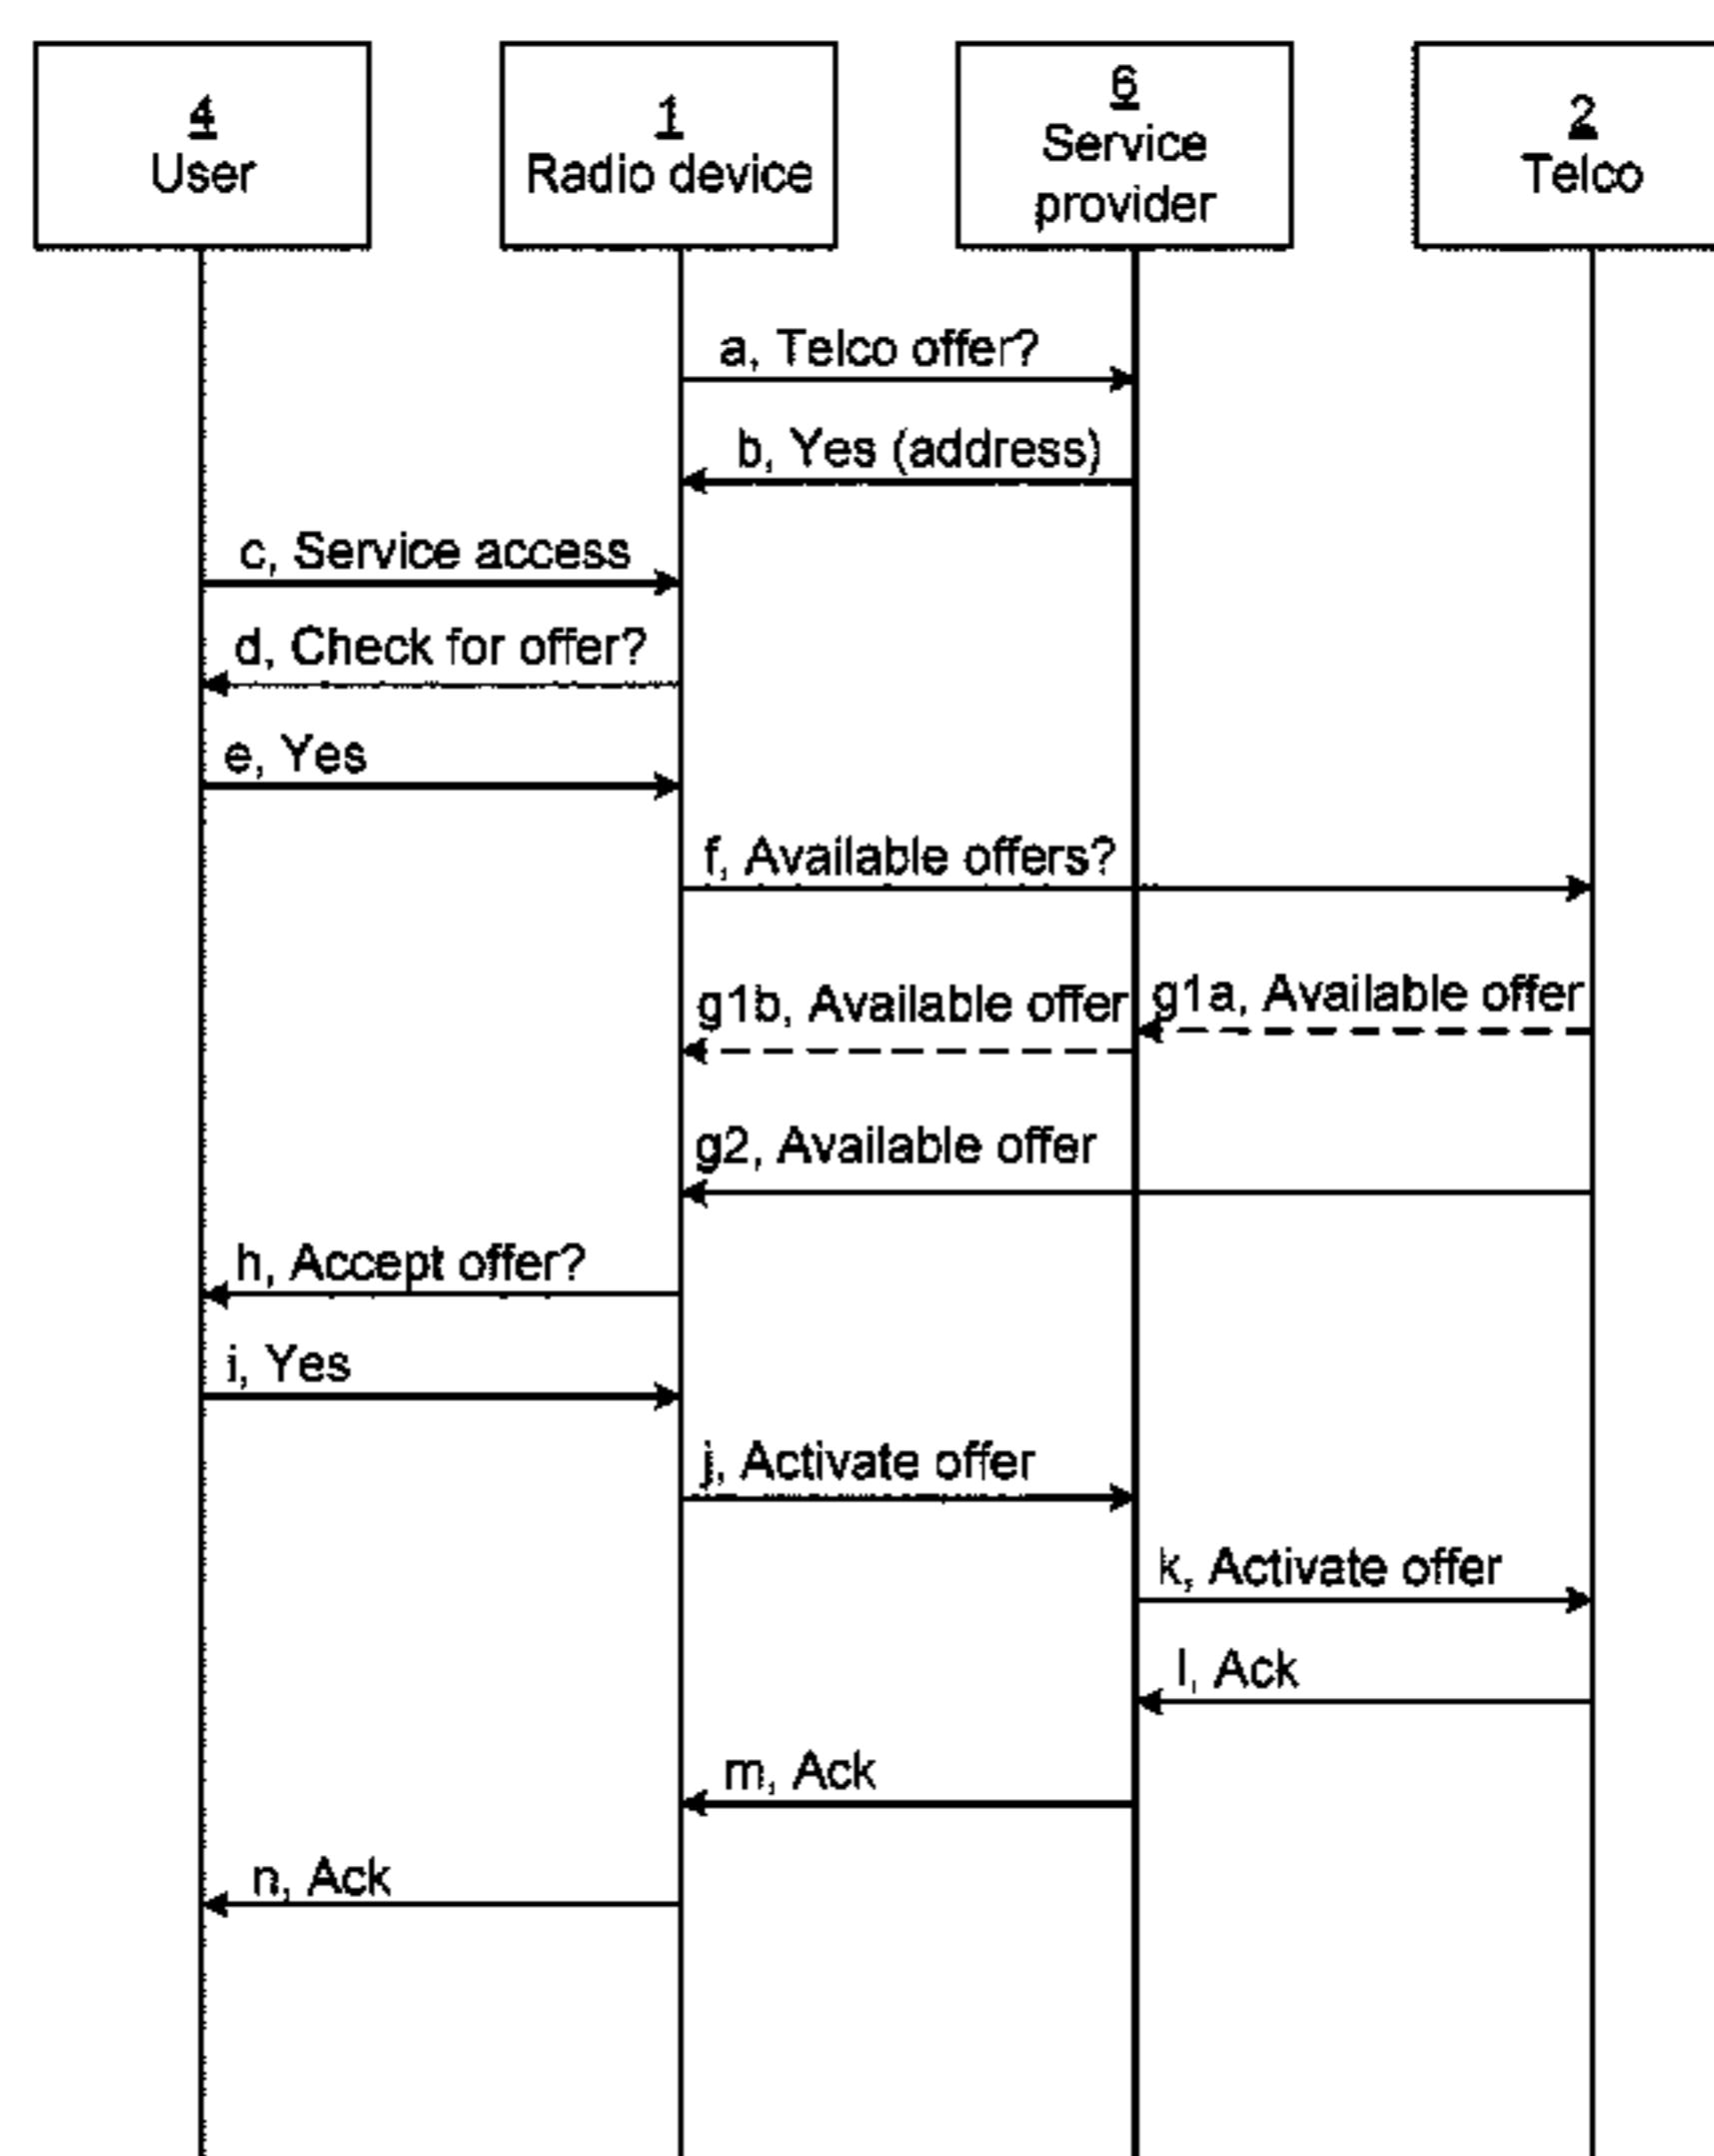 4
User
1
Radio device
6
Service
provider
2
Telco
a, Telco offer?
b, Yes (address)
c, Service access
d, Check for offer?
e, Yes
f, Available offers?
g1b, Available offer
g1a, Available offer
g2, Available offer
h, Accept offer?
i, Yes
j, Activate offer
k, Activate offer
l, Ack
m, Ack
n, Ack